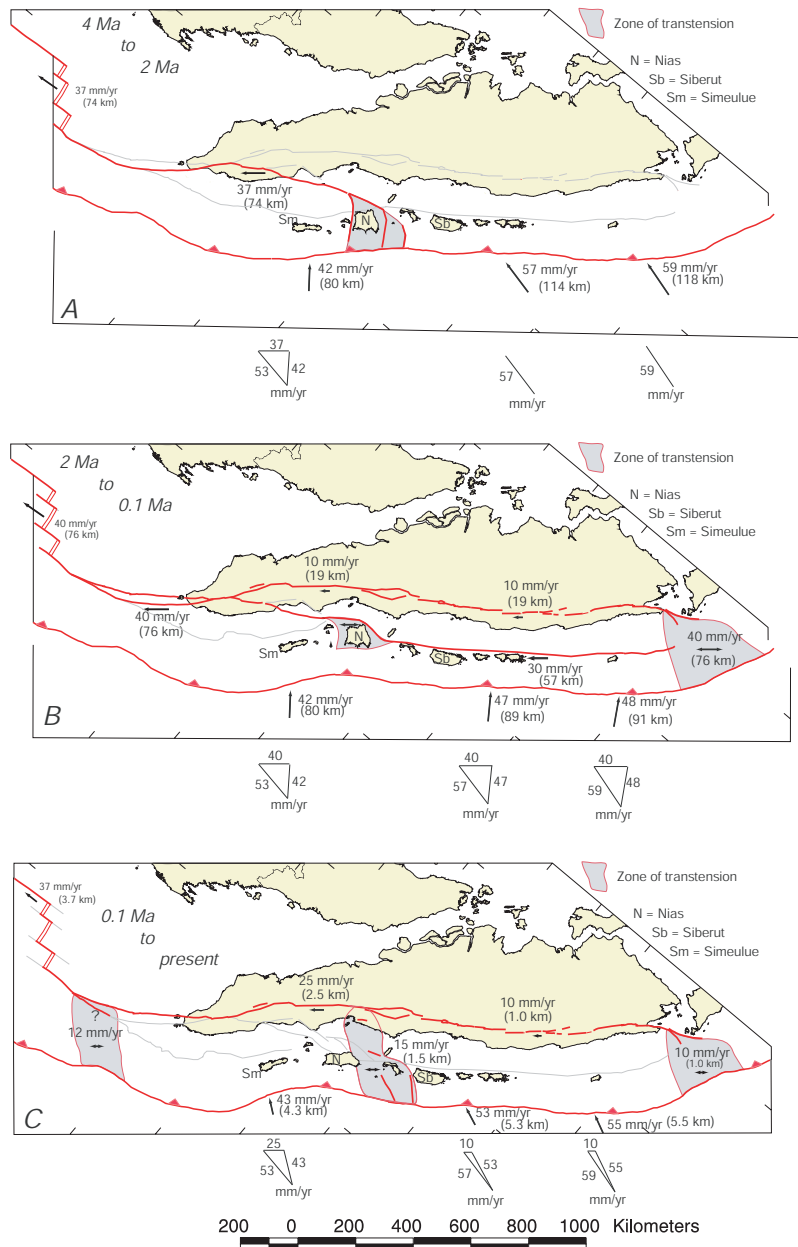 4 Ma
to
2 Ma
Zone of transtension
N = Nias
Sb = Siberut
Sm = Simeulue
37 mm/yr
(74 km)
37 mm/yr
(74 km)
Sm
N
Sb
42 mm/yr
(80 km)
57 mm/yr
(114 km)
59 mm/yr
(118 km)
A
37
53
42
mm/yr
57
mm/yr
59
mm/yr
2 Ma
to
0.1 Ma
Zone of transtension
N = Nias
Sb = Siberut
Sm = Simeulue
40 mm/yr
(76 km)
10 mm/yr
(19 km)
10 mm/yr
(19 km)
40 mm/yr
(76 km)
40 mm/yr
(76 km)
Sm
N
Sb
30 mm/yr
(57 km)
42 mm/yr
(80 km)
47 mm/yr
(89 km)
48 mm/yr
(91 km)
B
40
53
42
mm/yr
40
57
47
mm/yr
40
59
48
mm/yr
37 mm/yr
(3.7 km)
0.1 Ma
to
present
Zone of transtension
N = Nias
Sb = Siberut
Sm = Simeulue
25 mm/yr
(2.5 km)
10 mm/yr
(1.0 km)
?
12 mm/yr
15 mm/yr
(1.5 km)
10 mm/yr
(1.0 km)
Sm
N
Sb
43 mm/yr
(4.3 km)
53 mm/yr
(5.3 km)
55 mm/yr (5.5 km)
C
25
53
43
mm/yr
10
57
53
mm/yr
10
59
55
mm/yr
200 0 200 400 600 800 1000 Kilometers